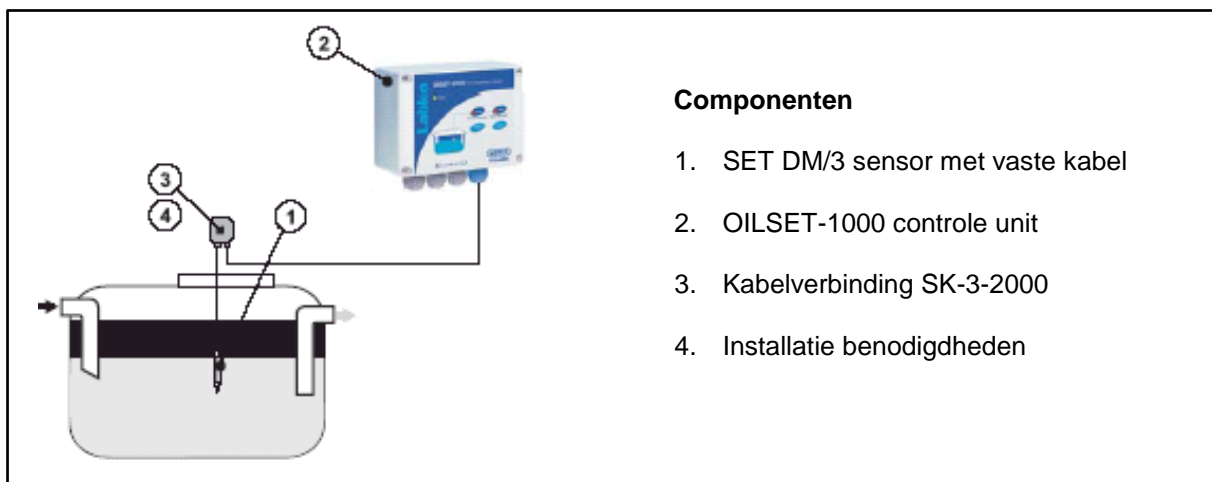 2
Labko
3
4
1
Componenten
1. SET DM/3 sensor met vaste kabel
2. OILSET-1000 controle unit
3. Kabelverbinding SK-3-2000
4. Installatie benodigdheden